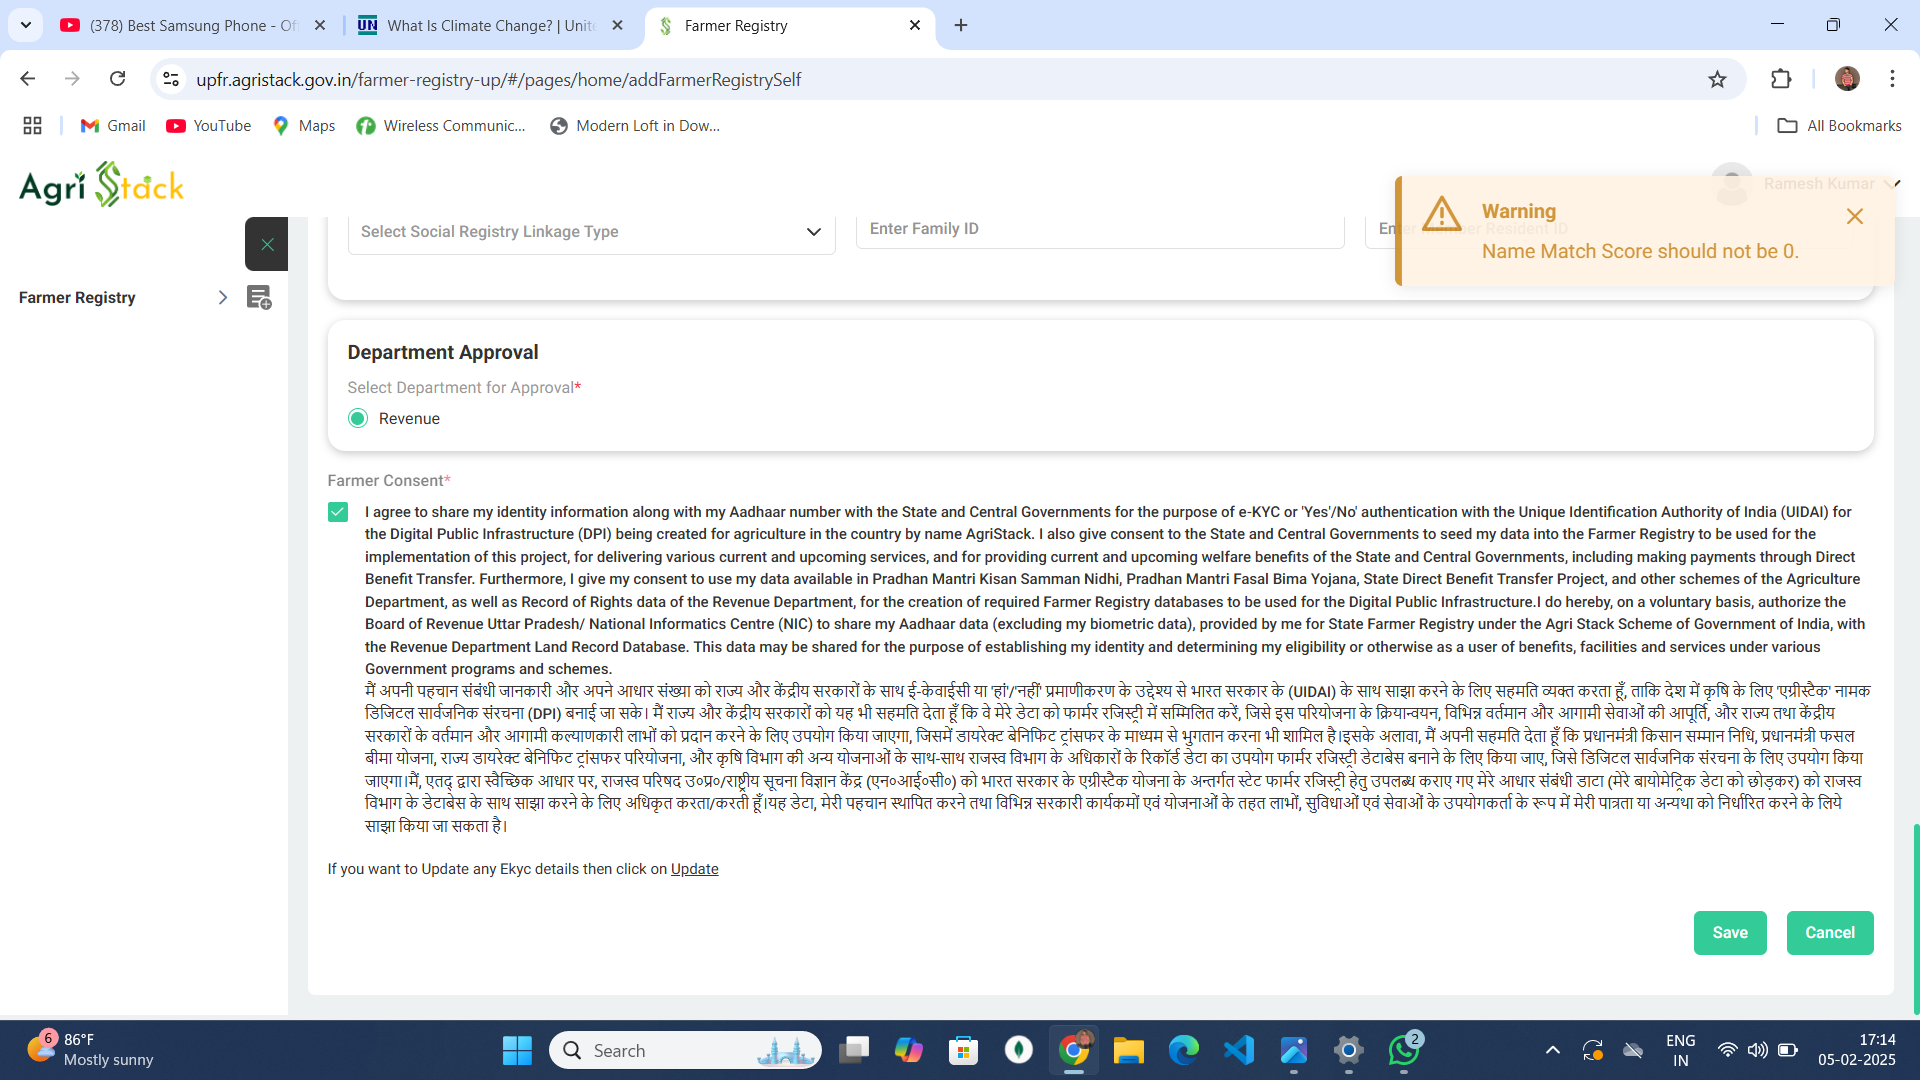 (378) Best Samsung Phone - Of
What Is Climate Change? | Unite
Farmer Registry
upfr.agristack.gov.in/farmer-registry-up/#/pages/home/addFarmerRegistrySelf
Gmail
YouTube
Maps
Wireless Communic...
Modern Loft in Dow...
All Bookmarks
Agri Stack
Ramesh Kumar
Warning
Name Match Score should not be 0.
Select Social Registry Linkage Type
Enter Family ID
Enter Member Resident ID
Farmer Registry
Department Approval
Select Department for Approval*
Revenue
Farmer Consent*
I agree to share my identity information along with my Aadhaar number with the State and Central Governments for the purpose of e-KYC or 'Yes'/No' authentication with the Unique Identification Authority of India (UIDAI) for
the Digital Public Infrastructure (DPI) being created for agriculture in the country by name AgriStack. I also give consent to the State and Central Governments to seed my data into the Farmer Registry to be used for the
implementation of this project, for delivering various current and upcoming services, and for providing current and upcoming welfare benefits of the State and Central Governments, including making payments through Direct
Benefit Transfer. Furthermore, I give my consent to use my data available in Pradhan Mantri Kisan Samman Nidhi, Pradhan Mantri Fasal Bima Yojana, State Direct Benefit Transfer Project, and other schemes of the Agriculture
Department, as well as Record of Rights data of the Revenue Department, for the creation of required Farmer Registry databases to be used for the Digital Public Infrastructure.I do hereby, on a voluntary basis, authorize the
Board of Revenue Uttar Pradesh/ National Informatics Centre (NIC) to share my Aadhaar data (excluding my biometric data), provided by me for State Farmer Registry under the Agri Stack Scheme of Government of India, with
the Revenue Department Land Record Database. This data may be shared for the purpose of establishing my identity and determining my eligibility or otherwise as a user of benefits, facilities and services under various
Government programs and schemes.
मैं अपनी पहचान संबंधी जानकारी और अपने आधार संख्या को राज्य और केंद्रीय सरकारों के साथ ई-केवाईसी या 'हां'/'नहीं' प्रमाणीकरण के उद्देश्य से भारत सरकार के (UIDAI) के साथ साझा करने के लिए सहमति व्यक्त करता हूँ, ताकि देश में कृषि के लिए 'एग्रीस्टैक' नामक
डिजिटल सार्वजनिक संरचना (DPI) बनाई जा सके। मैं राज्य और केंद्रीय सरकारों को यह भी सहमति देता हूँ कि वे मेरे डेटा को फार्मर रजिस्ट्री में सम्मिलित करें, जिसे इस परियोजना के क्रियान्वयन, विभिन्न वर्तमान और आगामी सेवाओं की आपूर्ति, और राज्य तथा केंद्रीय
सरकारों के वर्तमान और आगामी कल्याणकारी लाभों को प्रदान करने के लिए उपयोग किया जाएगा, जिसमें डायरेक्ट बेनिफिट ट्रांसफर के माध्यम से भुगतान करना भी शामिल है।इसके अलावा, मैं अपनी सहमति देता हूँ कि प्रधानमंत्री किसान सम्मान निधि, प्रधानमंत्री फसल
बीमा योजना, राज्य डायरेक्ट बेनिफिट ट्रांसफर परियोजना, और कृषि विभाग की अन्य योजनाओं के साथ-साथ राजस्व विभाग के अधिकारों के रिकॉर्ड डेटा का उपयोग फार्मर रजिस्ट्री डेटाबेस बनाने के लिए किया जाए, जिसे डिजिटल सार्वजनिक संरचना के लिए उपयोग किया
जाएगा।मैं, एतद् द्वारा स्वैच्छिक आधार पर, राजस्व परिषद उ०प्र०/राष्ट्रीय सूचना विज्ञान केंद्र (एन०आई०सी०) को भारत सरकार के एग्रीस्टैक योजना के अन्तर्गत स्टेट फार्मर रजिस्ट्री हेतु उपलब्ध कराए गए मेरे आधार संबंधी डाटा (मेरे बायोमेट्रिक डेटा को छोड़कर) को राजस्व
विभाग के डेटाबेस के साथ साझा करने के लिए अधिकृत करता/करती हूँ।यह डेटा, मेरी पहचान स्थापित करने तथा विभिन्न सरकारी कार्यकमों एवं योजनाओं के तहत लाभों, सुविधाओं एवं सेवाओं के उपयोगकर्ता के रूप में मेरी पात्रता या अन्यथा को निर्धारित करने के लिये
साझा किया जा सकता है।
If you want to Update any Ekyc details then click on Update
Save
Cancel
6
86°F
Mostly sunny
Search
2
ENG
IN
17:14
05-02-2025